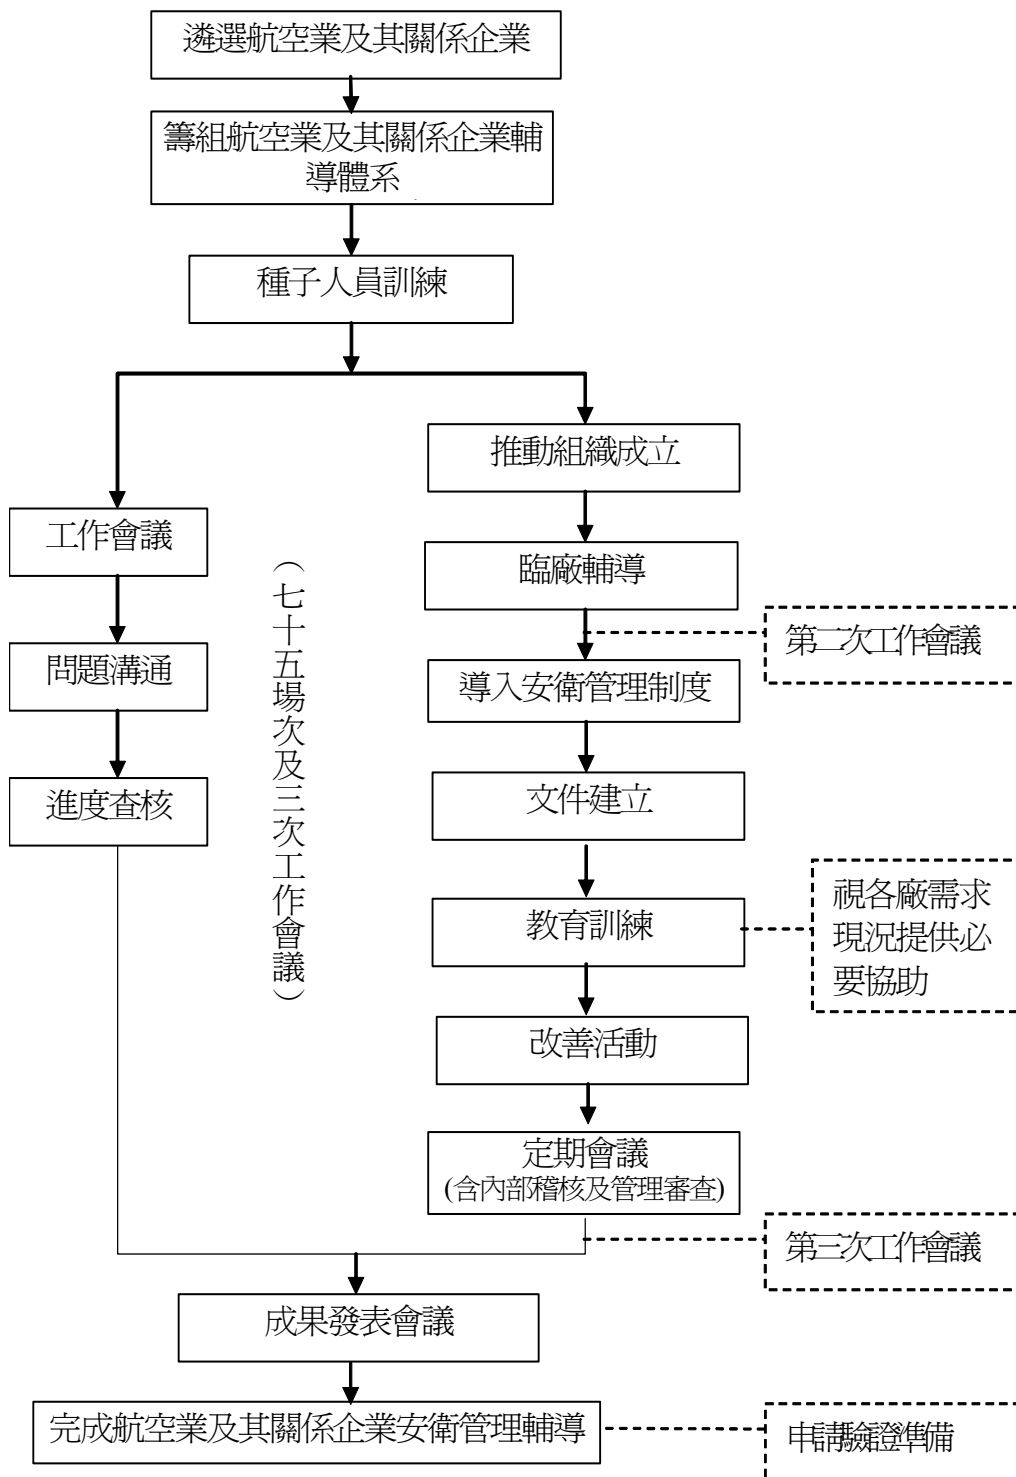 遴選航空業及其關係企業
籌組航空業及其關係企業輔
導體系
種子人員訓練
推動組織成立
工作會議
臨廠輔導
(七十五場次及三次工作會議)
第二次工作會議
問題溝通
導入安衛管理制度
進度查核
文件建立
視各廠需求
現況提供必
要協助
教育訓練
改善活動
定期會議
(含內部稽核及管理審查)
第三次工作會議
成果發表會議
完成航空業及其關係企業安衛管理輔導
申請驗證準備